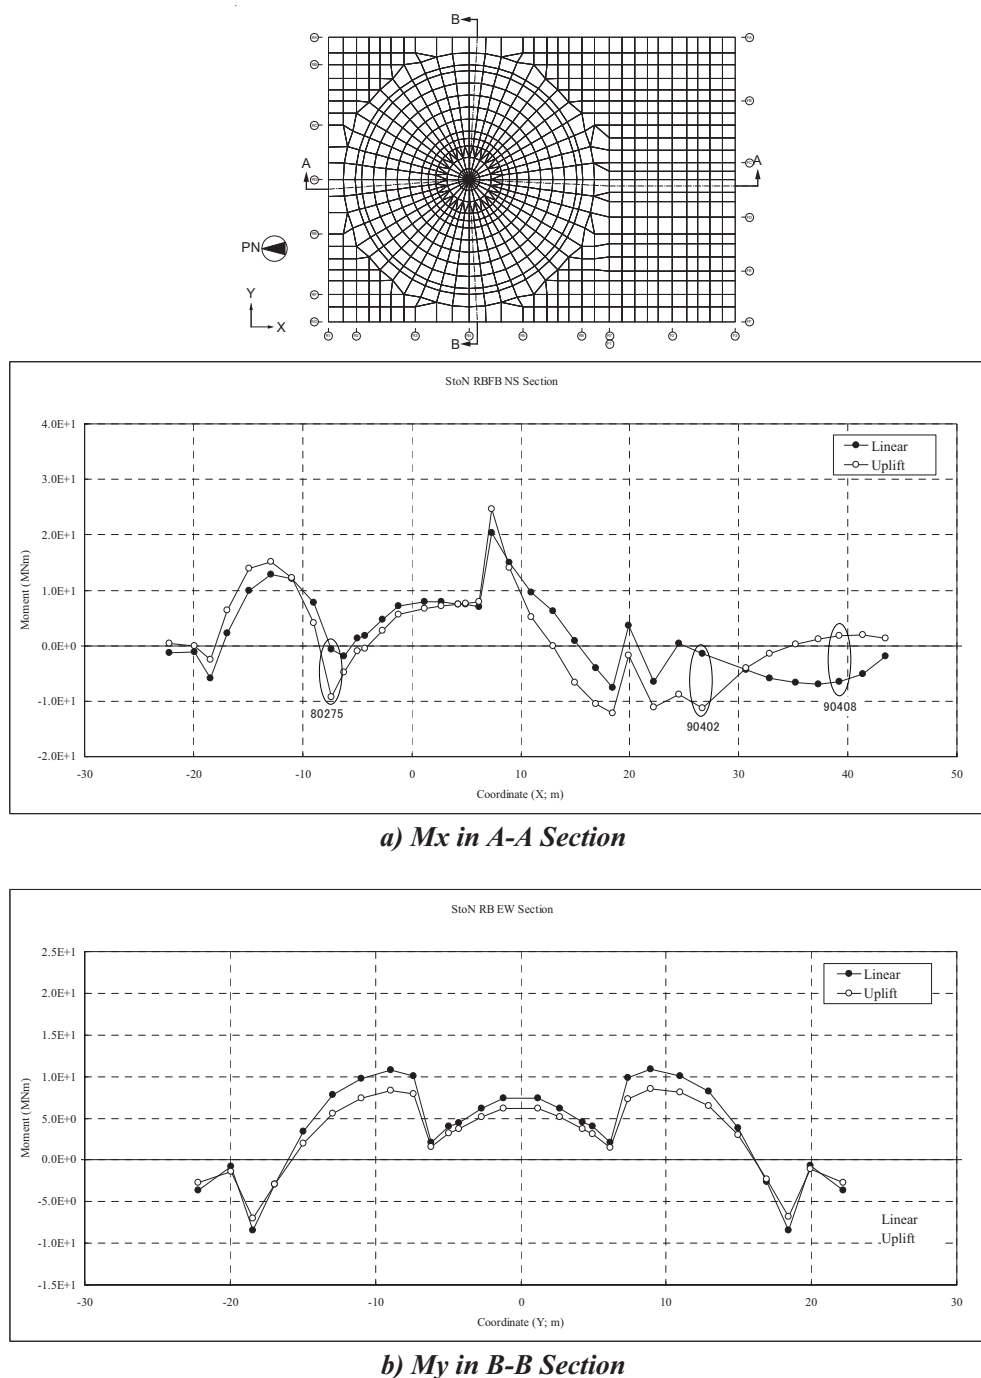 B
A
A
PN
Y
X
B
StoN RBFB NS Section
4.0E+1
3.0E+1
2.0E+1
1.0E+1
0.0E+0
-1.0E+1
-2.0E+1
Moment (MNm)
Linear
Uplift
80275
90402
90408
-30
-20
-10
0
10
20
30
40
50
Coordinate (X; m)
a) Mx in A-A Section
StoN RB EW Section
2.5E+1
2.0E+1
1.5E+1
1.0E+1
5.0E+0
0.0E+0
-5.0E+0
-1.0E+1
-1.5E+1
Moment (MNm)
Linear
Uplift
Linear
Uplift
-30
-20
-10
0
10
20
30
Coordinate (Y; m)
b) My in B-B Section